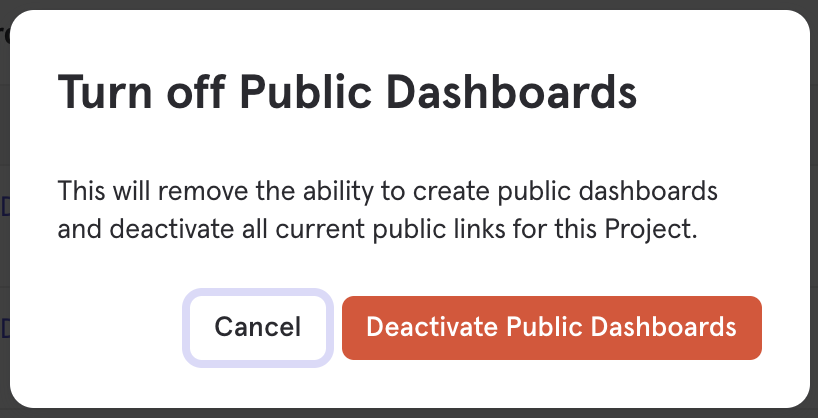 Turn off Public Dashboards
This will remove the ability to create public dashboards
and deactivate all current public links for this Project.
Cancel
Deactivate Public Dashboards